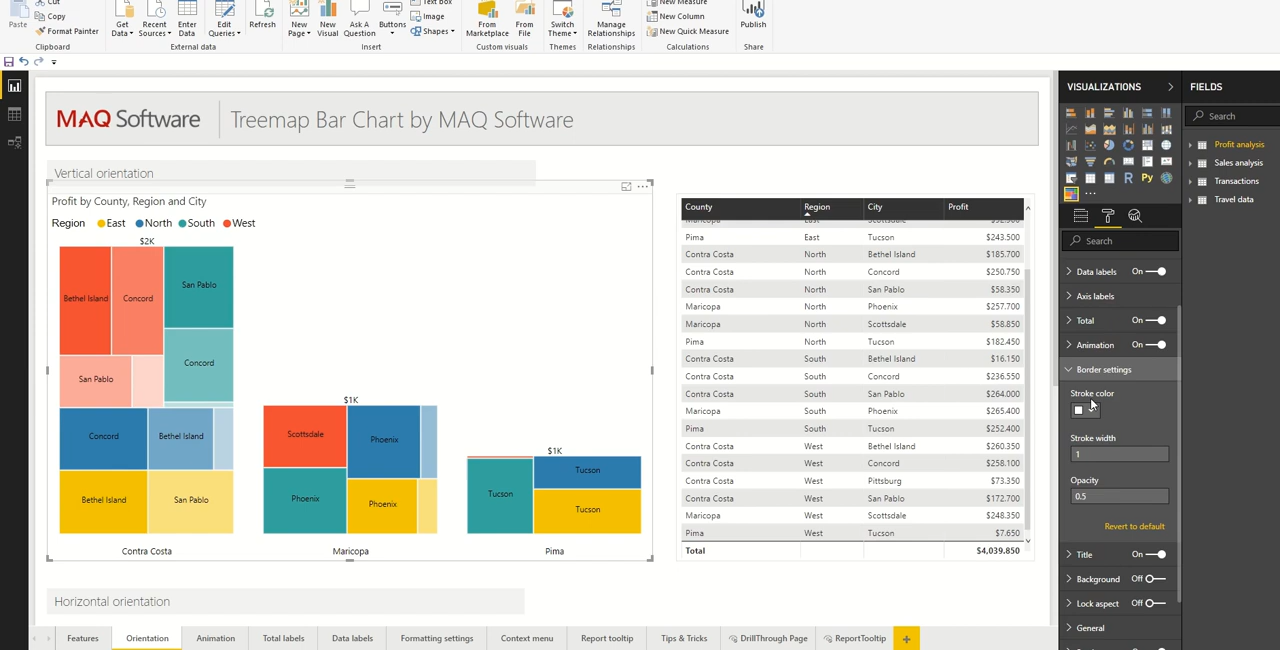 Cut
Copy
Format Painter
Paste
Clipboard
Get Data
Recent Sources
Enter Data
Edit Queries
Refresh
External data
New Page
New Visual
Ask A Question
Buttons
Text box
Image
Shapes
Insert
From Marketplace
From File
Custom visuals
Switch Theme
Themes
Manage Relationships
Relationships
New Measure
New Column
New Quick Measure
Calculations
Publish
Share
MAQ Software
Treemap Bar Chart by MAQ Software
Vertical orientation
Profit by County, Region and City
Region East North South West
$2K
Bethel Island
Concord
San Pablo
Concord
San Pablo
Concord
Bethel Island
Bethel Island
San Pablo
Contra Costa
$1K
Scottsdale
Phoenix
Phoenix
Phoenix
Maricopa
$1K
Tucson
Tucson
Tucson
Pima
County Region City Profit
Maricopa East Scottsdale
Pima East Tucson $243.500
Contra Costa North Bethel Island $185.700
Contra Costa North Concord $250.750
Contra Costa North San Pablo $58.350
Maricopa North Phoenix $257.700
Maricopa North Scottsdale $58.850
Pima North Tucson $182.450
Contra Costa South Bethel Island $16.150
Contra Costa South Concord $236.550
Contra Costa South San Pablo $264.000
Maricopa South Phoenix $265.400
Pima South Tucson $252.400
Contra Costa West Bethel Island $260.350
Contra Costa West Concord $258.100
Contra Costa West Pittsburg $73.350
Contra Costa West San Pablo $172.700
Maricopa West Scottsdale $248.350
Pima West Tucson $7.650
Total $4,039.850
Horizontal orientation
Features
Orientation
Animation
Total labels
Data labels
Formatting settings
Context menu
Report tooltip
Tips & Tricks
DrillThrough Page
ReportTooltip
+
VISUALIZATIONS
R
Py
Search
Data labels On
Axis labels
Total On
Animation On
Border settings
Stroke color
Stroke width
1
Opacity
0.5
Revert to default
Title On
Background Off
Lock aspect Off
General
FIELDS
Search
Profit analysis
Sales analysis
Transactions
Travel data